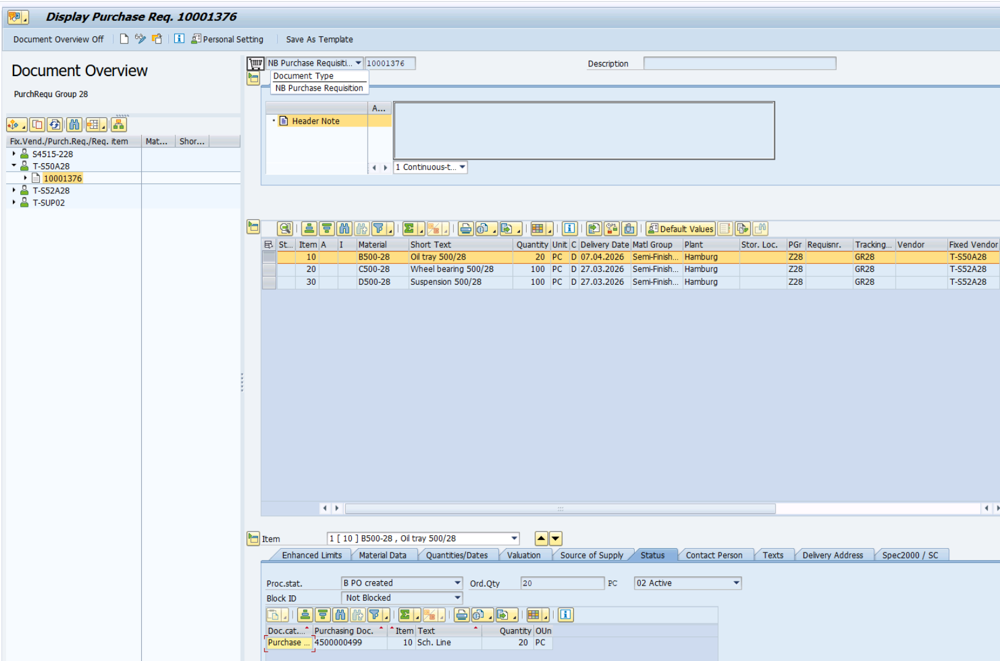 Display Purchase Req. 10001376
Document Overview Off
Personal Setting
Save As Template
Document Overview
PurchRequ Group 28
Fix.Vend./Purch.Req./Req. item Mat... Shor...
S4515-228
T-S50A28
10001376
T-S52A28
T-SUP02
NB Purchase Requisiti... 10001376 Description
Document Type
NB Purchase Requisition
A...
Header Note
1 Continuous-t...
Default Values
St... Item A I Material Short Text Quantity Unit C Delivery Date Matl Group Plant Stor. Loc. PGr Requisnr. Tracking... Vendor Fixed Vendor
10 B500-28 Oil tray 500/28 20 PC D 07.04.2026 Semi-Finish... Hamburg Z28 GR28 T-S50A28
20 C500-28 Wheel bearing 500/28 100 PC D 27.03.2026 Semi-Finish... Hamburg Z28 GR28 T-S52A28
30 D500-28 Suspension 500/28 100 PC D 27.03.2026 Semi-Finish... Hamburg Z28 GR28 T-S52A28
Item 1 [ 10 ] B500-28 , Oil tray 500/28
Enhanced Limits Material Data Quantities/Dates Valuation Source of Supply Status Contact Person Texts Delivery Address Spec2000 / SC
Proc.stat. B PO created Ord.Qty 20 PC 02 Active
Block ID Not Blocked
Doc.cat.... Purchasing Doc. Item Text Quantity OUn
Purchase ... 4500000499 10 Sch. Line 20 PC